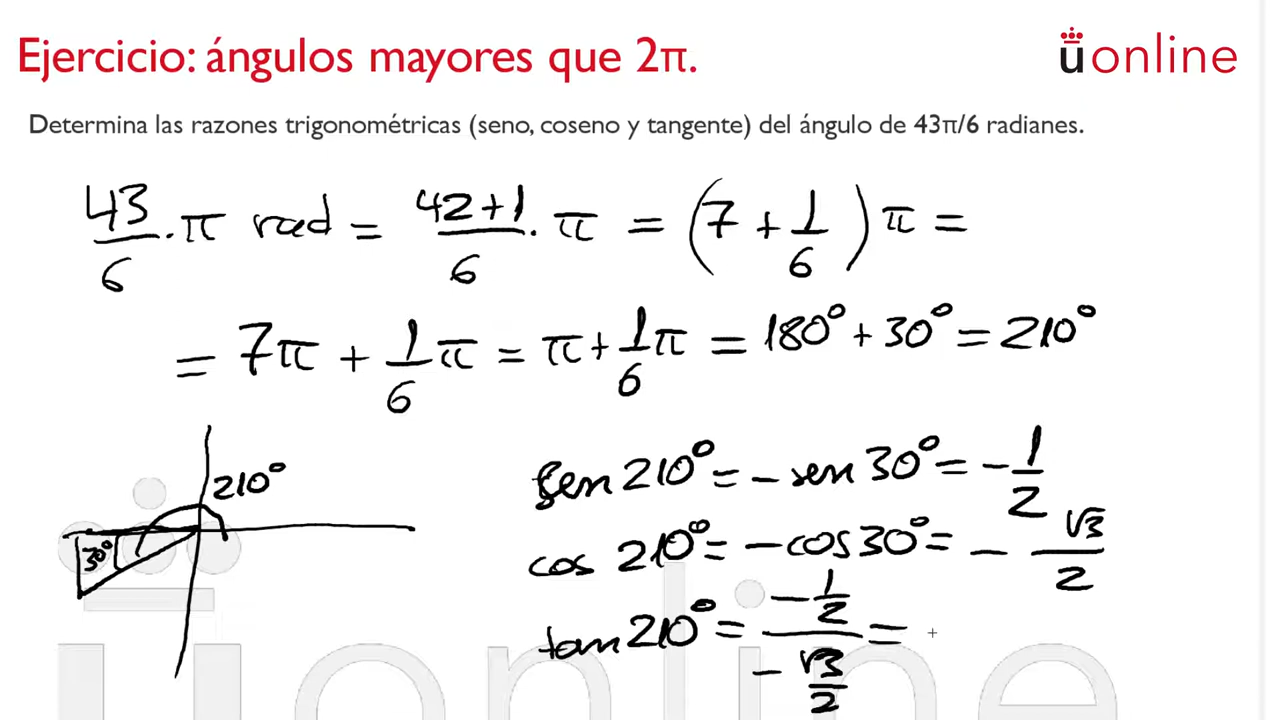 Ejercicio: ángulos mayores que 2π.
üonline
Determina las razones trigonométricas (seno, coseno y tangente) del ángulo de 43π/6 radianes.
43/6 · π rad = 42+1/6 · π = (7 + 1/6) π =
= 7π + 1/6 π = π + 1/6 π = 180° + 30° = 210°
210°
30°
sen 210° = - sen 30° = - 1/2
cos 210° = - cos 30° = - √3/2
tan 210° = (- 1/2)/(- √3/2) =
üonline